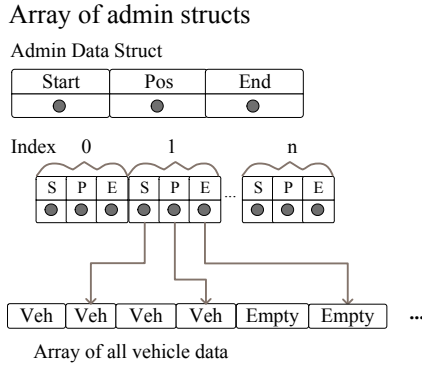 Array of admin structs
Admin Data Struct
Start Pos End
Index 0 1 n
S P E S P E ... S P E
Veh Veh Veh Veh Empty Empty ...
Array of all vehicle data